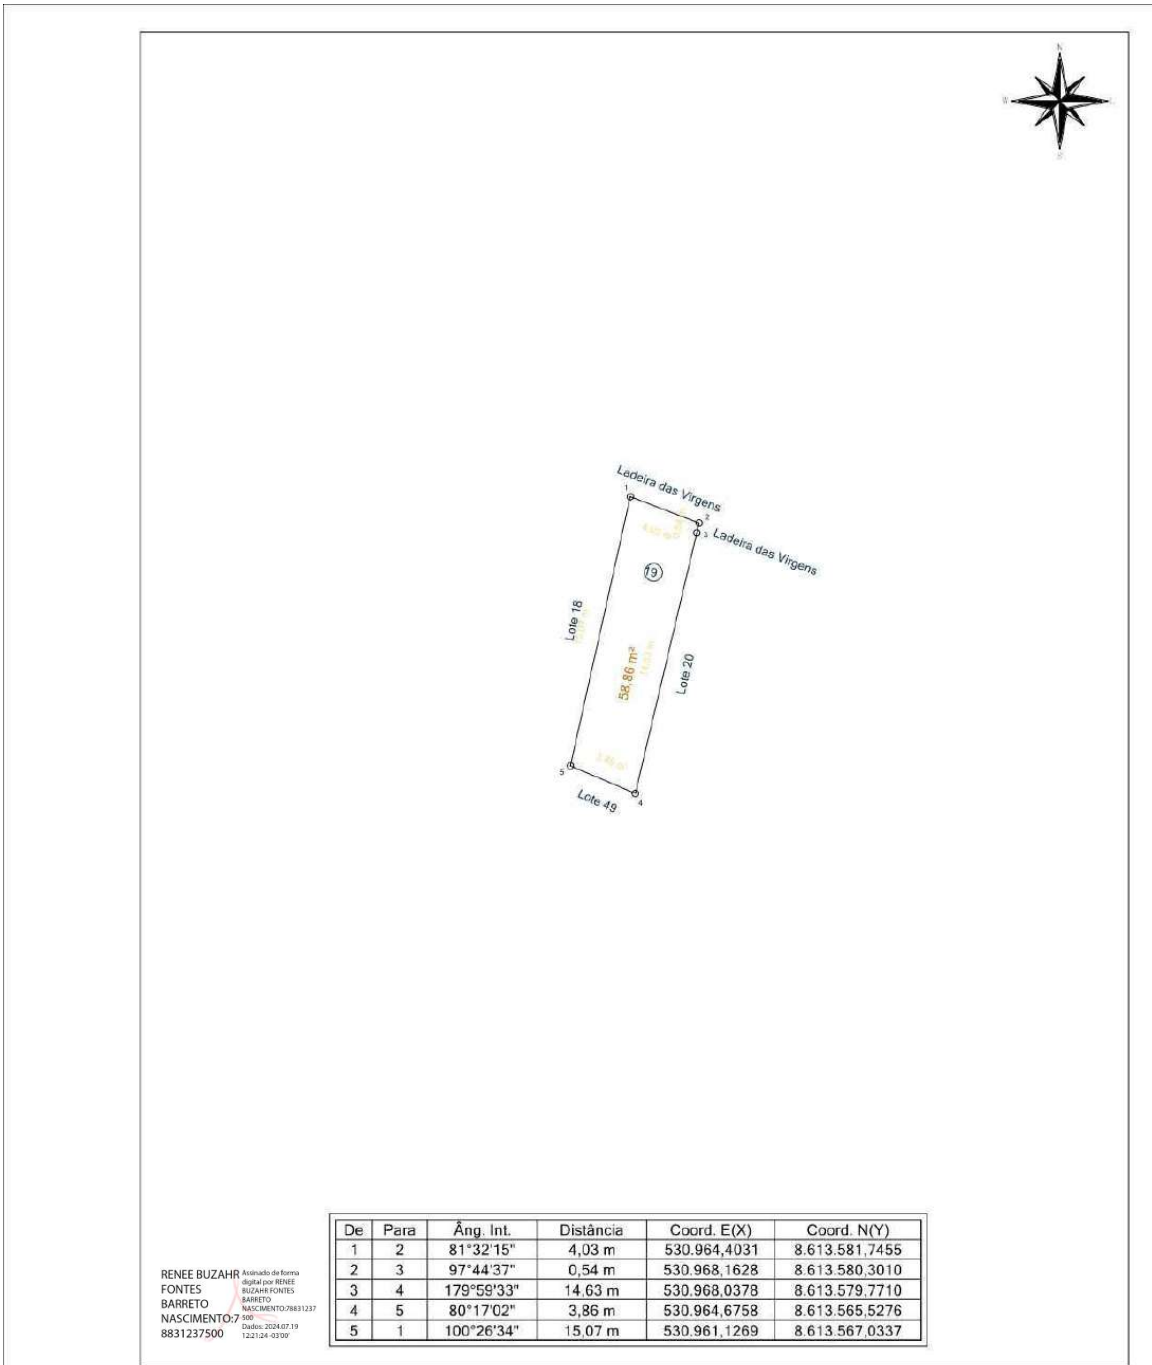 N
W
S
Ladeira das Virgens
1
2
3
Ladeira das Virgens
19
Lote 18
58,86 m²
Lote 20
5
4
Lote 49
De Para Âng. Int. Distância Coord. E(X) Coord. N(Y)
1 2 81°32'15" 4,03 m 530.964,4031 8.613.581,7455
2 3 97°44'37" 0,54 m 530.968,1628 8.613.580,3010
3 4 179°59'33" 14,63 m 530.968,0378 8.613.579,7710
4 5 80°17'02" 3,86 m 530.964,6758 8.613.565,5276
5 1 100°26'34" 15,07 m 530.961,1269 8.613.567,0337
RENEE BUZAHR
FONTES
BARRETO
NASCIMENTO:7
8831237500
Assinado de forma
digital por RENEE
BUZAHR FONTES
BARRETO
NASCIMENTO:78831237
500
Dados: 2024.07.19
12:21:24 -03'00'